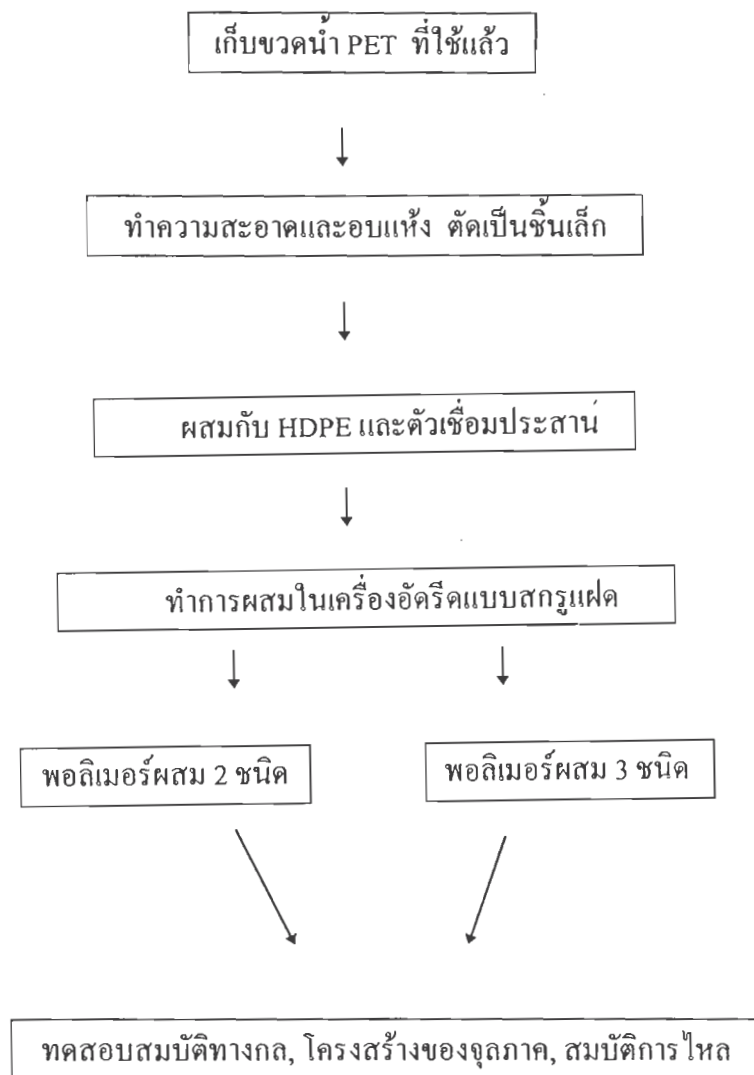 เก็บขวดน้ำ PET ที่ใช้แล้ว
ทำความสะอาดและอบแห้ง ตัดเป็นชิ้นเล็ก
ผสมกับ HDPE และตัวเชื่อมประสาน
ทำการผสมในเครื่องอัดรีดแบบสกรูแฝด
พอลิเมอร์ผสม 2 ชนิด
พอลิเมอร์ผสม 3 ชนิด
ทดสอบสมบัติทางกล, โครงสร้างของจุลภาค, สมบัติการไหล